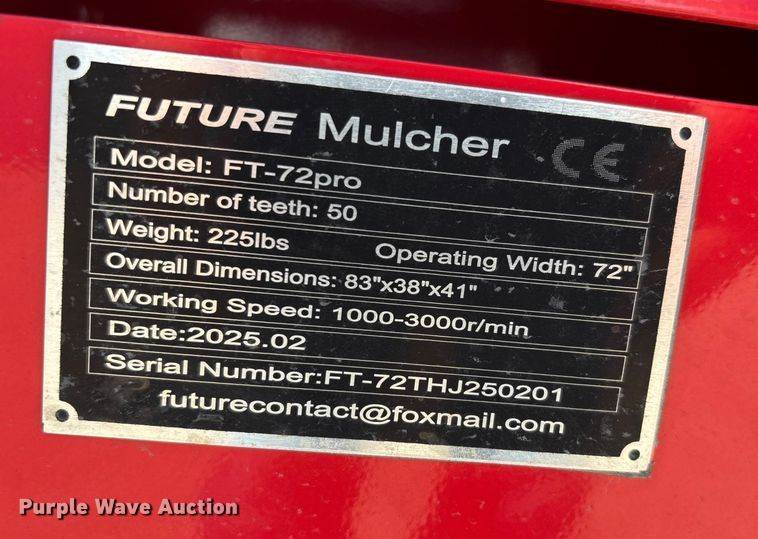 FUTURE Mulcher CE
Model: FT-72pro
Number of teeth: 50
Weight: 225lbs Operating Width: 72"
Overall Dimensions: 83"x38"x41"
Working Speed: 1000-3000r/min
Date:2025.02
Serial Number:FT-72THJ250201
futurecontact@foxmail.com
Purple Wave Auction